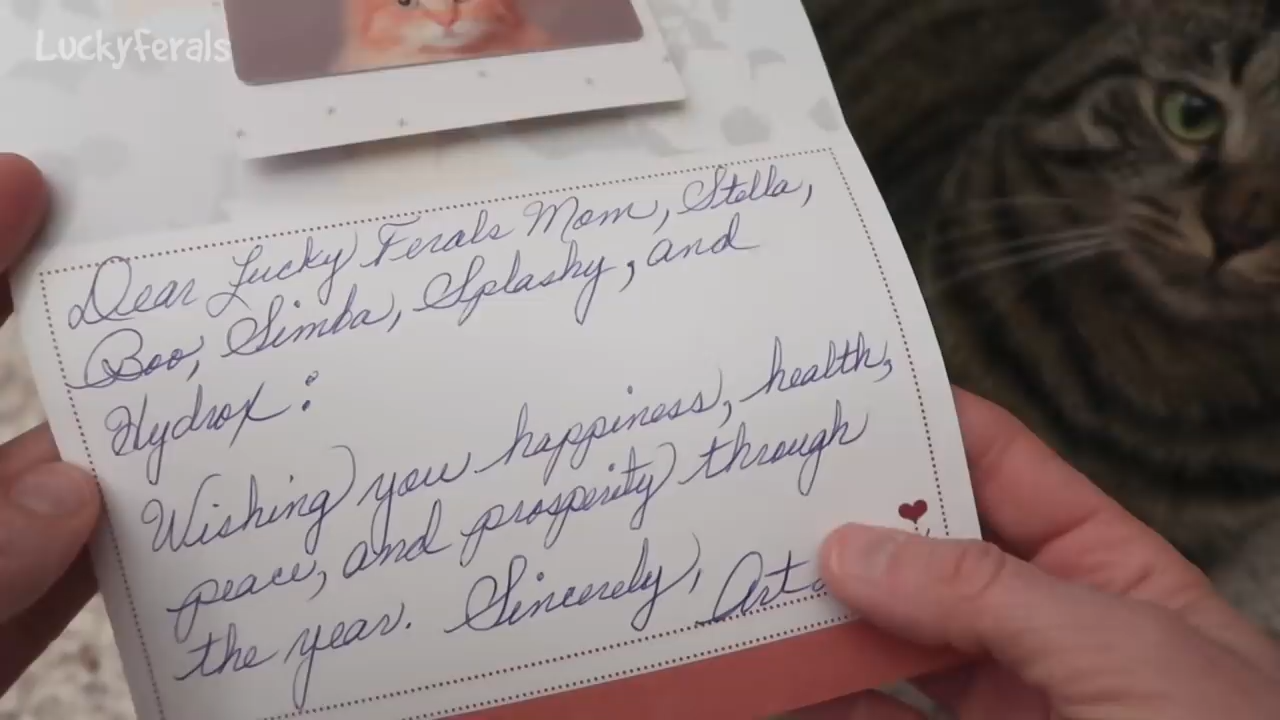 LuckyFerals
Dear Lucky Ferals Mom, Stella,
Boo, Simba, Splashy, and
Hydrox:
Wishing you happiness, health,
peace, and prosperity through
the year. Sincerely,